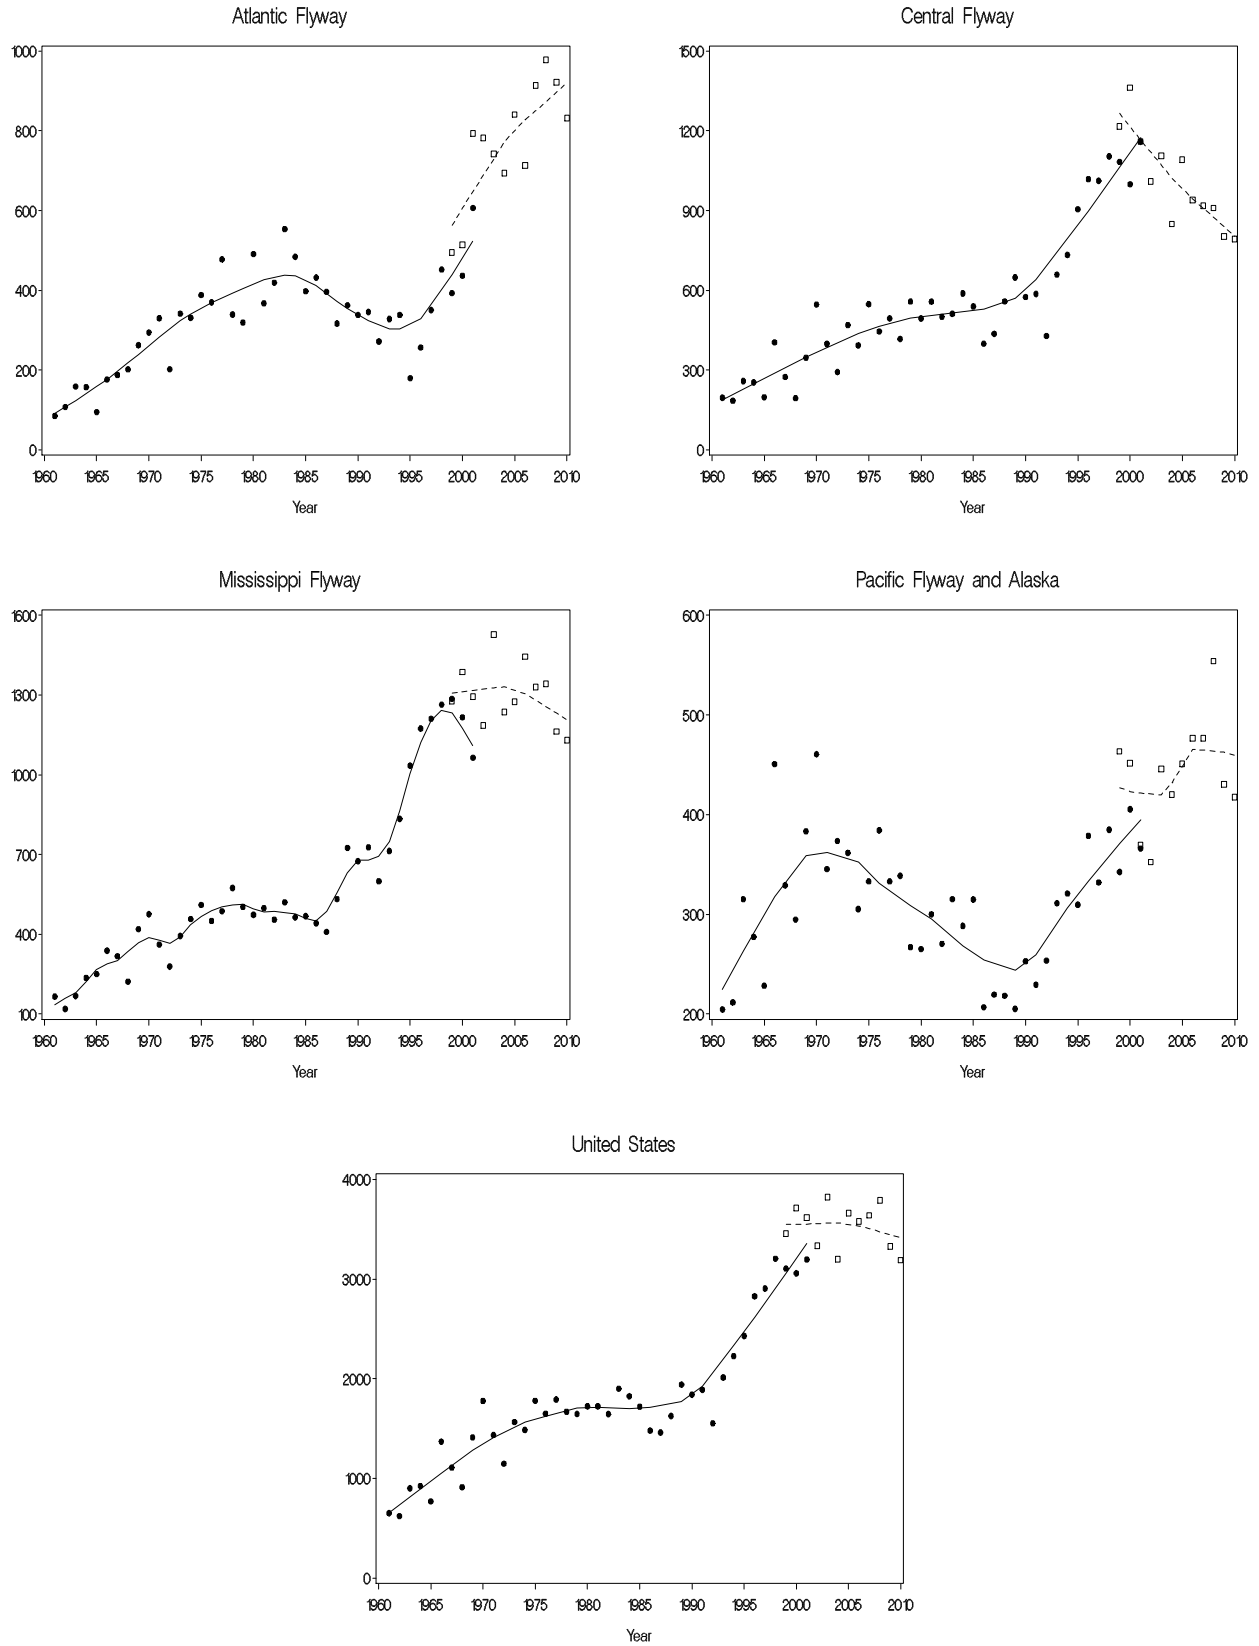 Atlantic Flyway
1000
800
600
400
200
0
1960 1965 1970 1975 1980 1985 1990 1995 2000 2005 2010
Year
Central Flyway
1500
1200
900
600
300
0
1960 1965 1970 1975 1980 1985 1990 1995 2000 2005 2010
Year
Mississippi Flyway
1600
1300
1000
700
400
100
1960 1965 1970 1975 1980 1985 1990 1995 2000 2005 2010
Year
Pacific Flyway and Alaska
600
500
400
300
200
1960 1965 1970 1975 1980 1985 1990 1995 2000 2005 2010
Year
United States
4000
3000
2000
1000
0
1960 1965 1970 1975 1980 1985 1990 1995 2000 2005 2010
Year